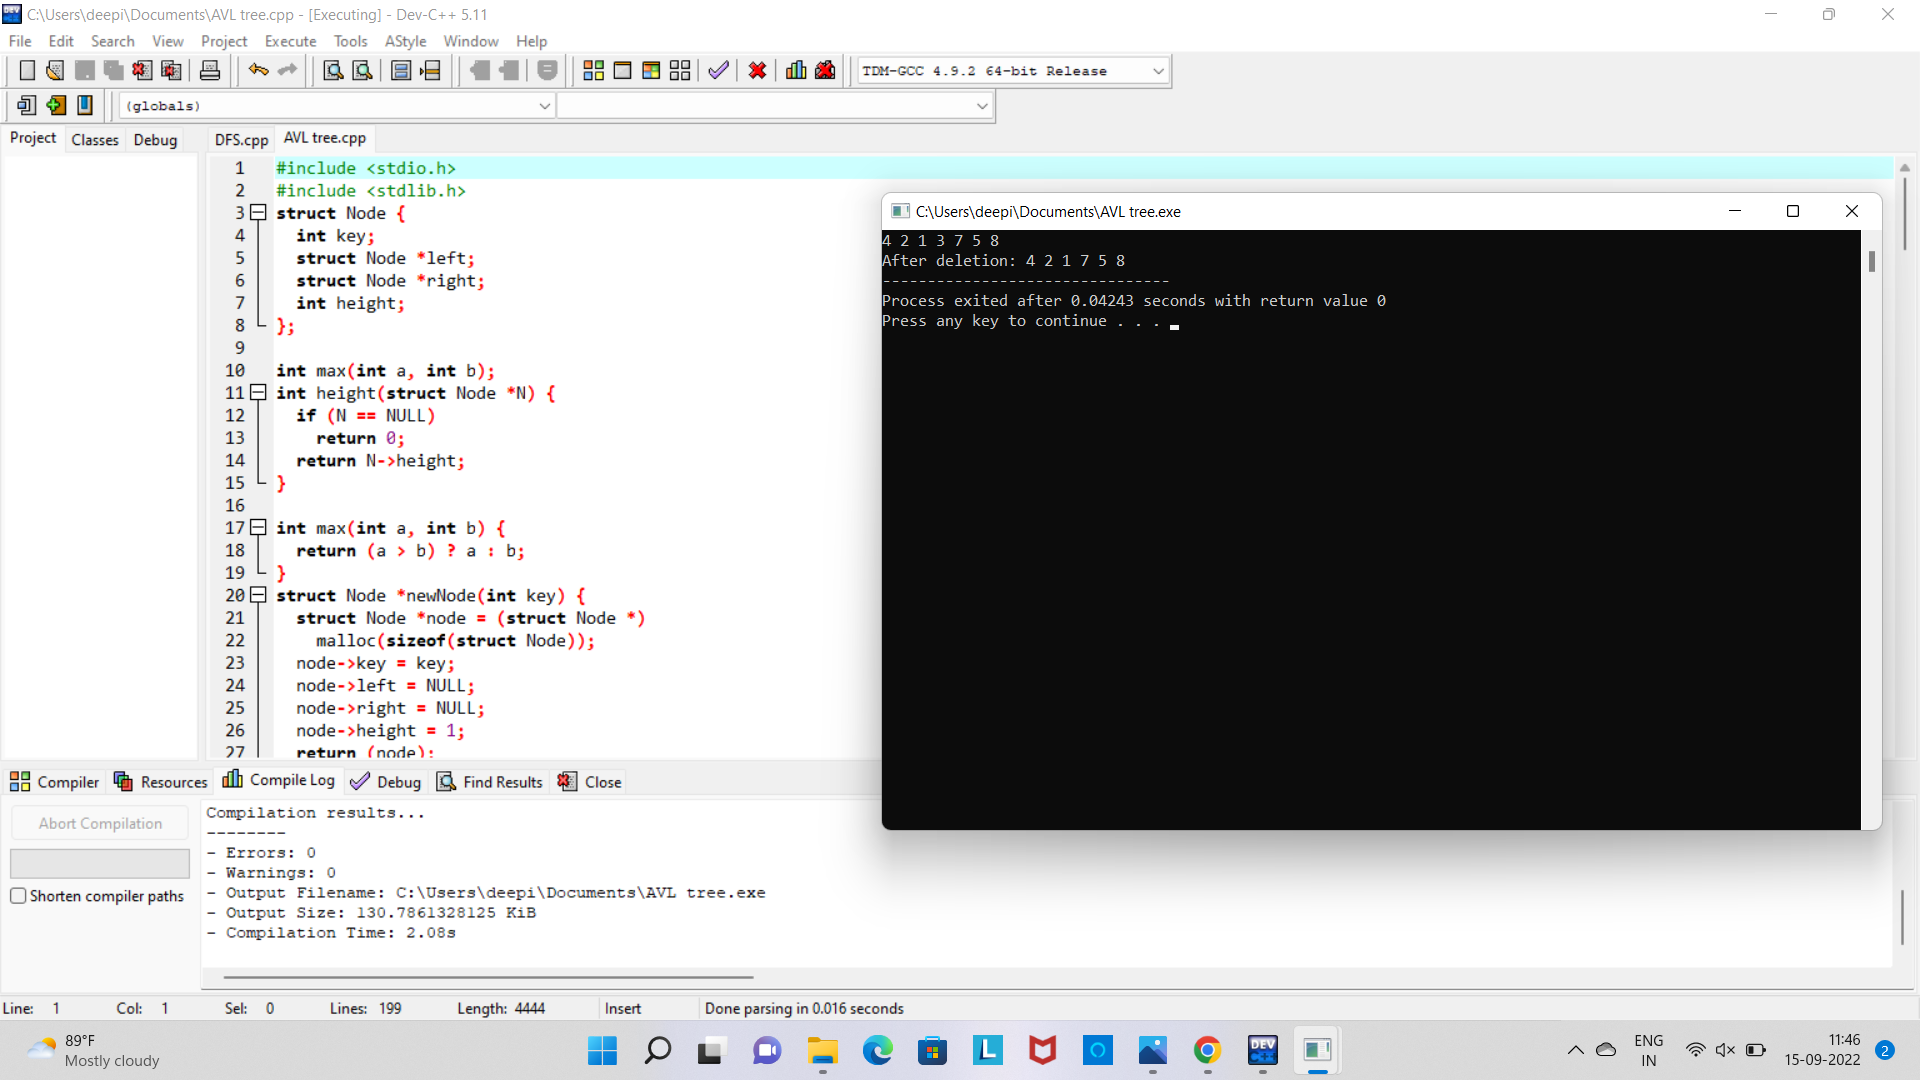 C:\Users\deepi\Documents\AVL tree.cpp - [Executing] - Dev-C++ 5.11
File Edit Search View Project Execute Tools AStyle Window Help
TDM-GCC 4.9.2 64-bit Release
(globals)
Project Classes Debug DFS.cpp AVL tree.cpp
1 #include <stdio.h>
2 #include <stdlib.h>
3 struct Node {
4 int key;
5 struct Node *left;
6 struct Node *right;
7 int height;
8 };
9
10 int max(int a, int b);
11 int height(struct Node *N) {
12 if (N == NULL)
13 return 0;
14 return N->height;
15 }
16
17 int max(int a, int b) {
18 return (a > b) ? a : b;
19 }
20 struct Node *newNode(int key) {
21 struct Node *node = (struct Node *)
22 malloc(sizeof(struct Node));
23 node->key = key;
24 node->left = NULL;
25 node->right = NULL;
26 node->height = 1;
27 return (node);
C:\Users\deepi\Documents\AVL tree.exe
4 2 1 3 7 5 8
After deletion: 4 2 1 7 5 8
--------------------------------
Process exited after 0.04243 seconds with return value 0
Press any key to continue . . .
Compiler Resources Compile Log Debug Find Results Close
Abort Compilation
Shorten compiler paths
Compilation results...
--------
- Errors: 0
- Warnings: 0
- Output Filename: C:\Users\deepi\Documents\AVL tree.exe
- Output Size: 130.7861328125 KiB
- Compilation Time: 2.08s
Line: 1 Col: 1 Sel: 0 Lines: 199 Length: 4444 Insert Done parsing in 0.016 seconds
89°F
Mostly cloudy
DEV
C++
ENG
IN
11:46
15-09-2022
2